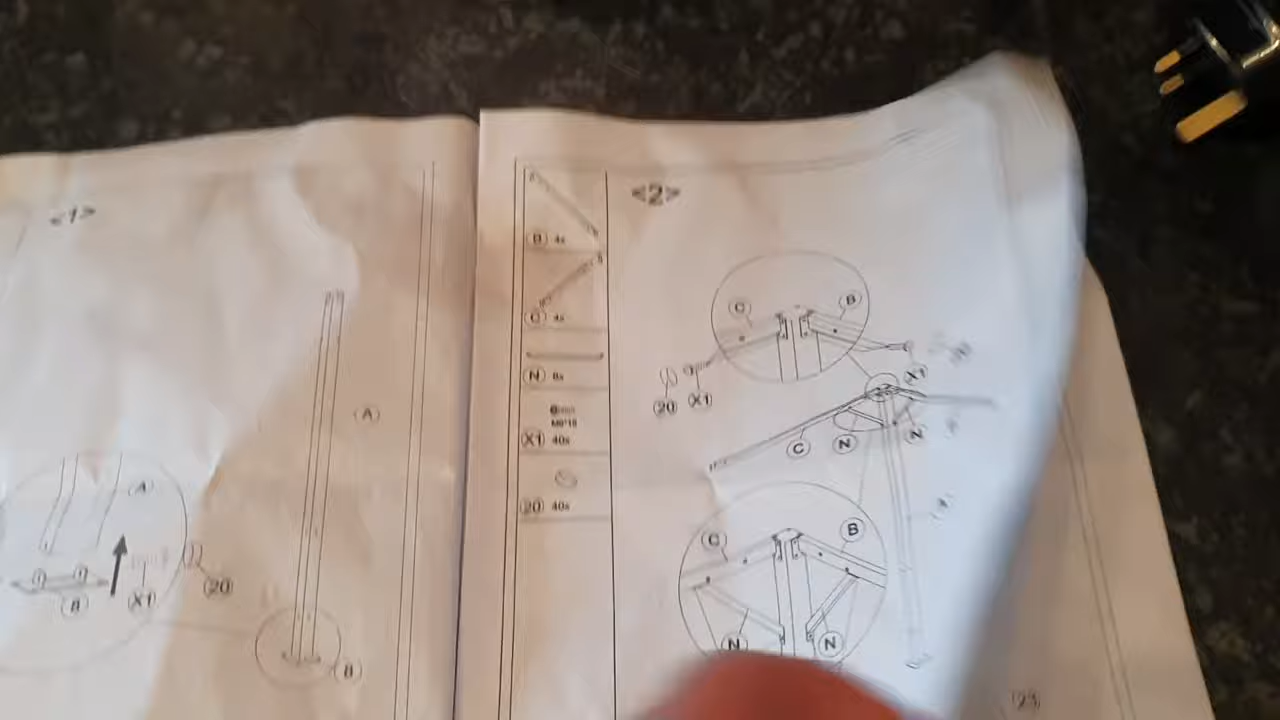 <1>
(A)
(A)
(X1)
(20)
<2>
(B) 4x
(C) 4x
(N) 8x
(X1) 40x
(20) 40x
(C)
(B)
(20) (X1)
(X1)
(C) (N) (N)
(C)
(B)
(N) (N)